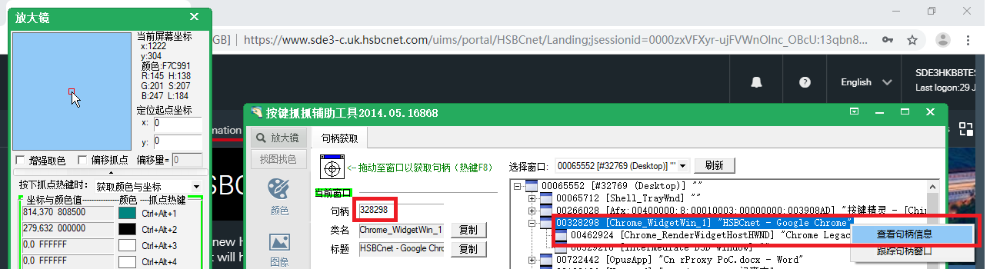 放大镜
当前屏幕坐标
x:1222
y:304
颜色:F7C991
R:145 H:138
G:201 S:207
B:247 L:184
定位起点坐标
x: 0
y: 0
增强取色 偏移抓点 偏移量= 0
按下抓点热键时: 获取颜色与坐标
坐标与颜色值 颜色 抓点热键
814,370 808500 Ctrl+Alt+1
279,632 000000 Ctrl+Alt+2
0,0 FFFFFF Ctrl+Alt+3
0,0 FFFFFF Ctrl+Alt+4
GB] https://www.sde3-c.uk.hsbcnet.com/uims/portal/HSBCnet/Landing;jsessionid=0000zxVFXyr-ujFVWnOlnc_OBcU:13qbn8...
English
SDE3HKBBTES
Last logon:29 J
mation
SBC
new H
t will h
按键抓抓辅助工具2014.05.16868
放大镜
找图找色
颜色
图像
句柄获取
<-拖动至窗口以获取句柄（热键F8）
当前窗口
句柄 328298
类名 Chrome_WidgetWin_1 复制
标题 HSBCnet - Google Chro 复制
选择窗口: 00065552 [#32769 (Desktop)] "" 刷新
00065552 [#32769 (Desktop)] ""
00065712 [Shell_TrayWnd] ""
00266028 [Afx:00400000:8:00010003:00000000:003908AD] "按键精灵 - [Chi
00328298 [Chrome_WidgetWin_1] "HSBCnet - Google Chrome"
00462924 [Chrome_RenderWidgetHostHWND] "Chrome Legac
00722442 [OpusApp] "Cn rProxy PoC.docx - Word"
查看句柄信息
跟踪句柄窗口